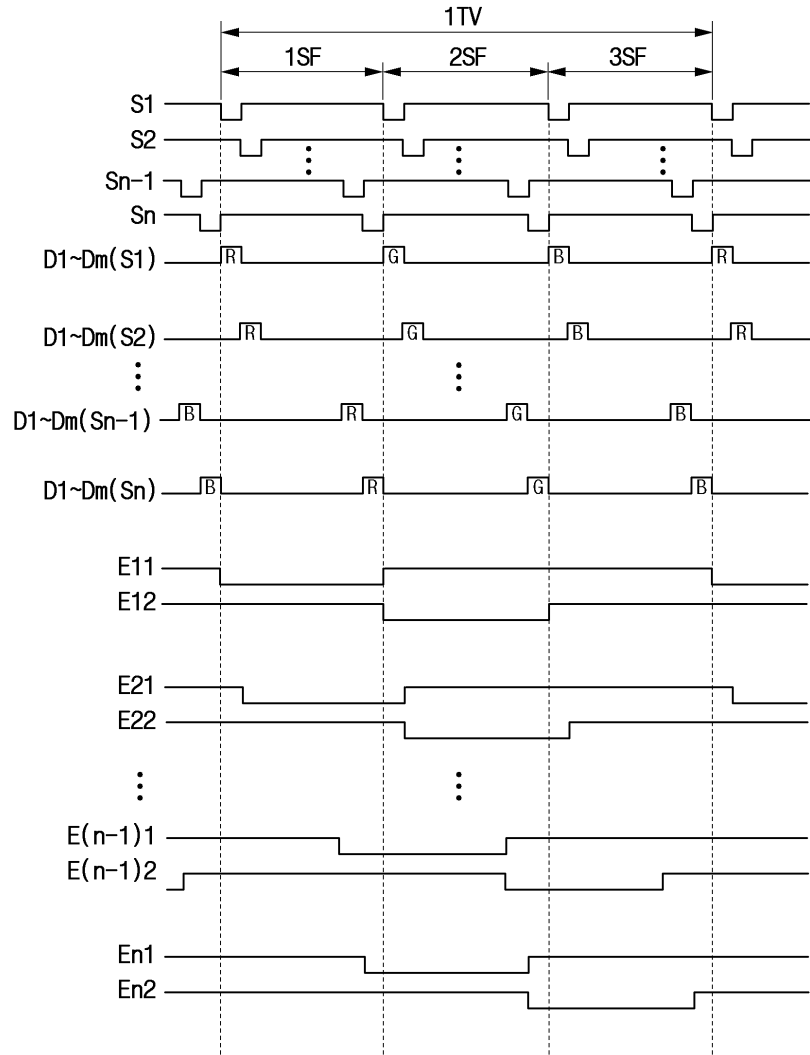 1TV
1SF 2SF 3SF
S1
S2
Sn-1
Sn
D1~Dm(S1) R G B R
D1~Dm(S2) R G B R
D1~Dm(Sn-1) B R G B
D1~Dm(Sn) B R G B
E11
E12
E21
E22
E(n-1)1
E(n-1)2
En1
En2